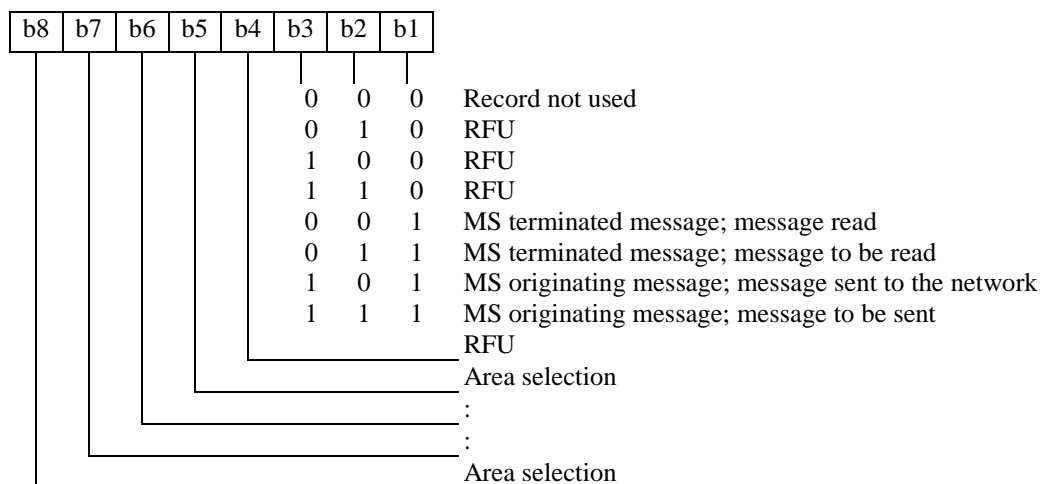 b8 b7 b6 b5 b4 b3 b2 b1
0 0 0 Record not used
0 1 0 RFU
1 0 0 RFU
1 1 0 RFU
0 0 1 MS terminated message; message read
0 1 1 MS terminated message; message to be read
1 0 1 MS originating message; message sent to the network
1 1 1 MS originating message; message to be sent
RFU
Area selection
:
:
Area selection